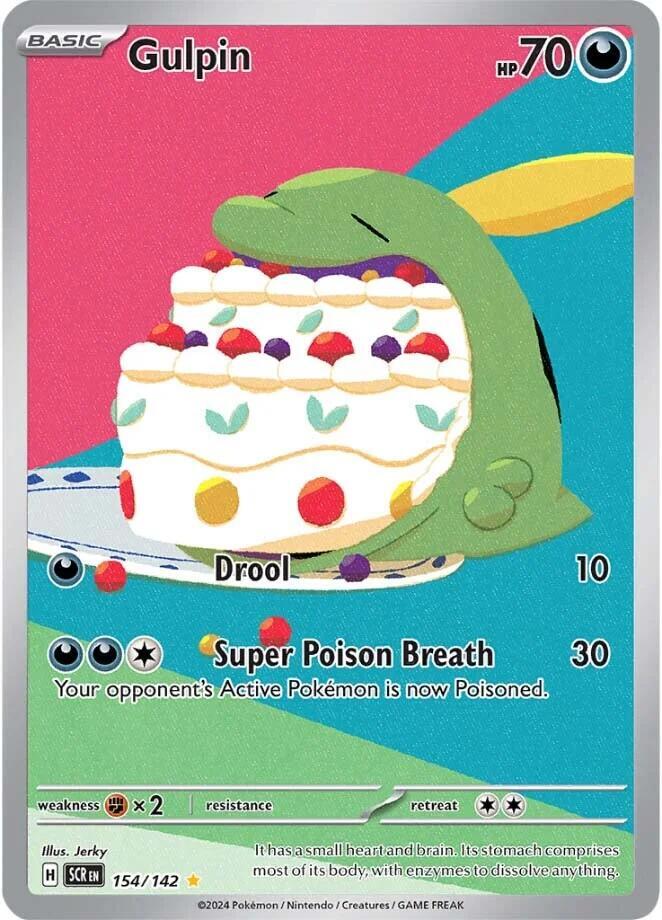 BASIC Gulpin HP70
Drool 10
Super Poison Breath 30
Your opponent's Active Pokémon is now Poisoned.
weakness ×2 resistance retreat
Illus. Jerky
It has a small heart and brain. Its stomach comprises
most of its body, with enzymes to dissolve anything.
H SCR EN 154/142
©2024 Pokémon / Nintendo / Creatures / GAME FREAK